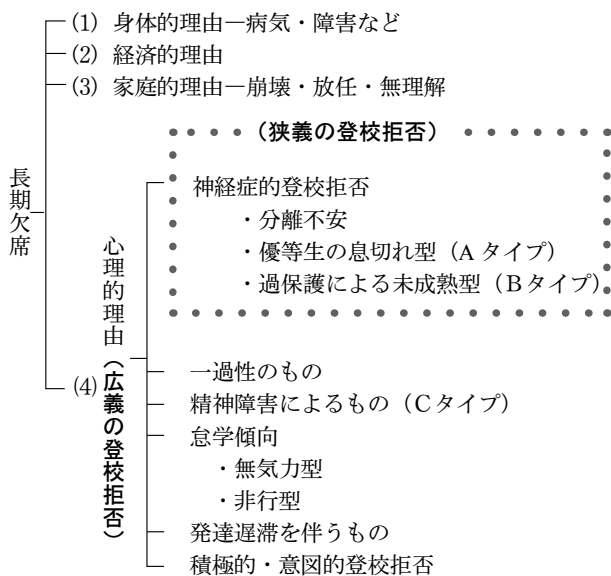 (1) 身体的理由―病気・障害など
(2) 経済的理由
(3) 家庭的理由―崩壊・放任・無理解
長期欠席
(狭義の登校拒否)
神経症的登校拒否
・分離不安
・優等生の息切れ型（Aタイプ）
・過保護による未成熟型（Bタイプ）
(4)
心理的理由（広義の登校拒否）
一過性のもの
精神障害によるもの（Cタイプ）
怠学傾向
・無気力型
・非行型
発達遅滞を伴うもの
積極的・意図的登校拒否